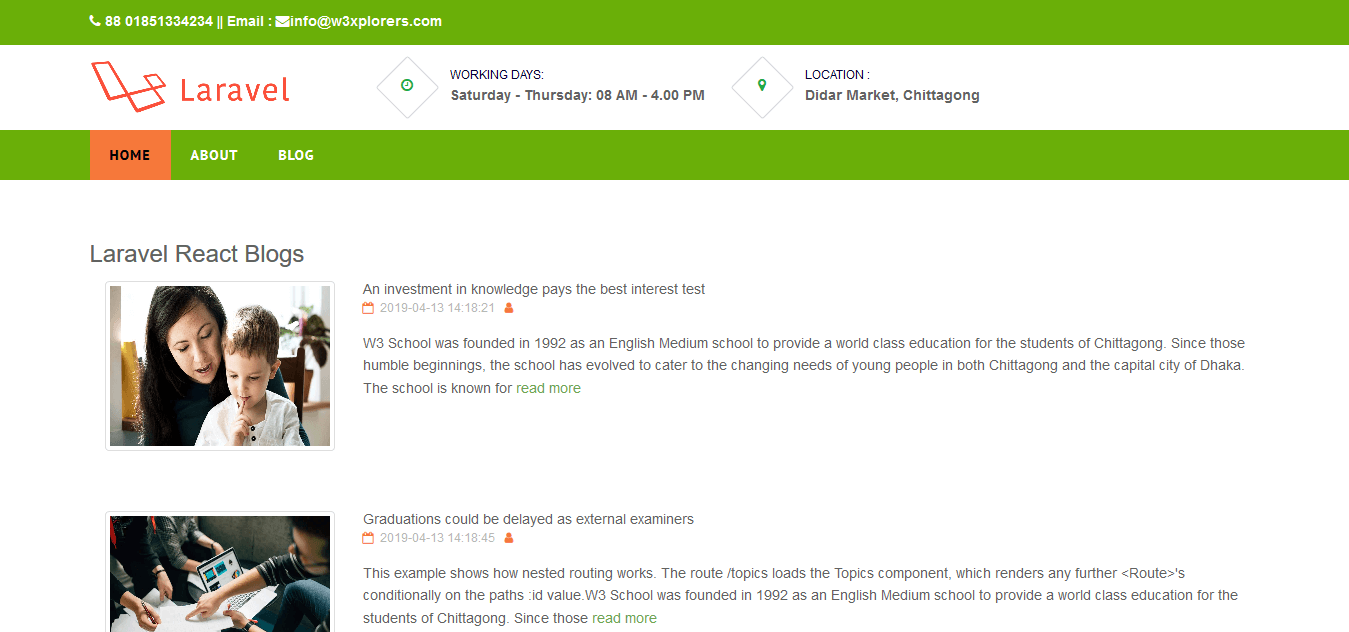 88 01851334234 || Email : info@w3xplorers.com
Laravel
WORKING DAYS:
Saturday - Thursday: 08 AM - 4.00 PM
LOCATION :
Didar Market, Chittagong
HOME ABOUT BLOG
Laravel React Blogs
An investment in knowledge pays the best interest test
2019-04-13 14:18:21
W3 School was founded in 1992 as an English Medium school to provide a world class education for the students of Chittagong. Since those
humble beginnings, the school has evolved to cater to the changing needs of young people in both Chittagong and the capital city of Dhaka.
The school is known for read more
Graduations could be delayed as external examiners
2019-04-13 14:18:45
This example shows how nested routing works. The route /topics loads the Topics component, which renders any further <Route>'s
conditionally on the paths :id value.W3 School was founded in 1992 as an English Medium school to provide a world class education for the
students of Chittagong. Since those read more